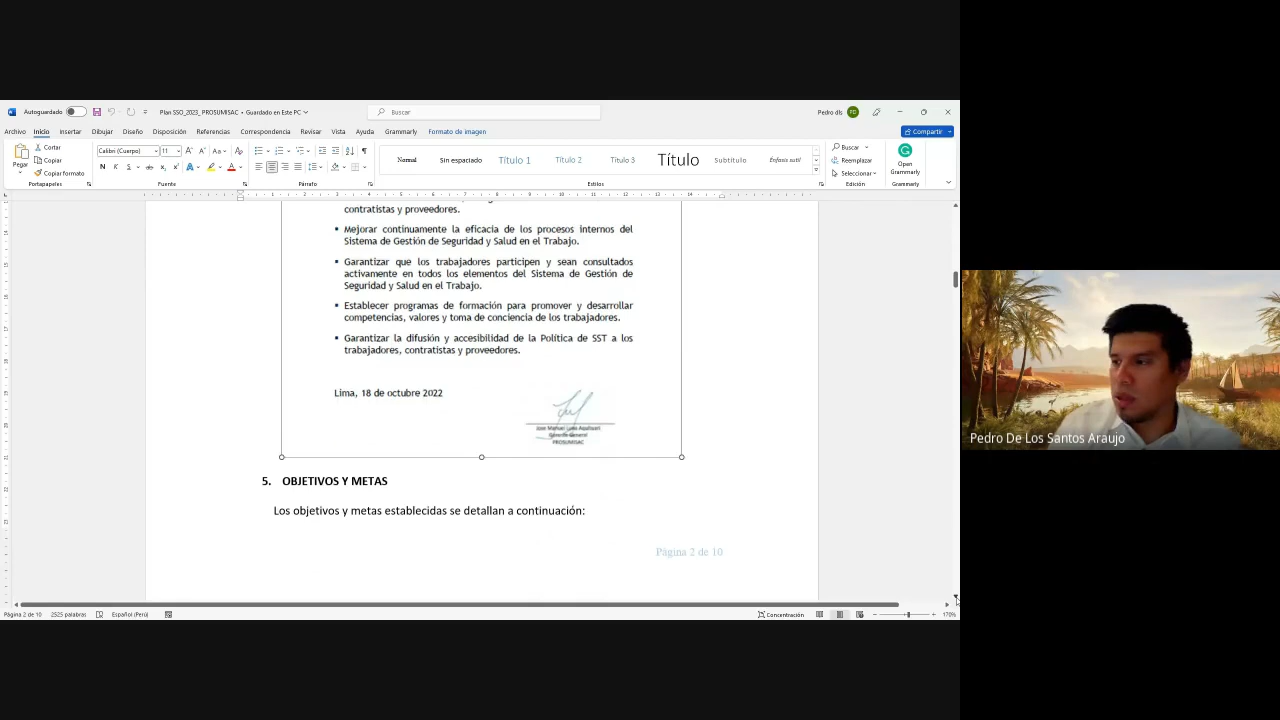 Autoguardado
Plan SSO_2023_PROSUMISAC • Guardado en Este PC
Buscar
Pedro dls
Archivo Inicio Insertar Dibujar Diseño Disposición Referencias Correspondencia Revisar Vista Ayuda Grammarly Formato de imagen
Compartir
Pegar
Cortar
Copiar
Copiar formato
Portapapeles
Calibri (Cuerpo) 11
Fuente
Párrafo
Normal Sin espaciado Título 1 Título 2 Título 3 Título Subtítulo Énfasis sutil
Estilos
Buscar
Reemplazar
Seleccionar
Edición
Open
Grammarly
Grammarly
contratistas y proveedores.
▪ Mejorar continuamente la eficacia de los procesos internos del
Sistema de Gestión de Seguridad y Salud en el Trabajo.
▪ Garantizar que los trabajadores participen y sean consultados
activamente en todos los elementos del Sistema de Gestión de
Seguridad y Salud en el Trabajo.
▪ Establecer programas de formación para promover y desarrollar
competencias, valores y toma de conciencia de los trabajadores.
▪ Garantizar la difusión y accesibilidad de la Política de SST a los
trabajadores, contratistas y proveedores.
Lima, 18 de octubre 2022
Gerente General
PROSUMISAC
5. OBJETIVOS Y METAS
Los objetivos y metas establecidas se detallan a continuación:
Página 2 de 10
Página 2 de 10 2525 palabras Español (Perú)
Concentración
170%
Pedro De Los Santos Araujo